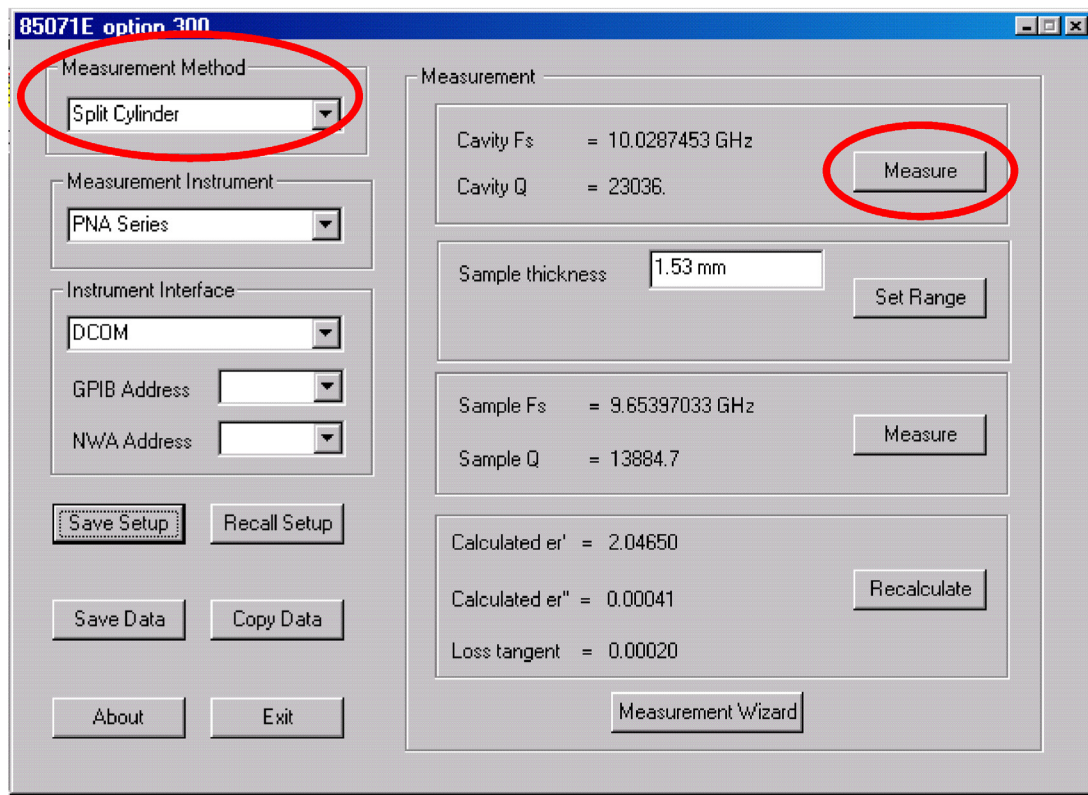 85071E option 300
Measurement Method
Split Cylinder
Measurement Instrument
PNA Series
Instrument Interface
DCOM
GPIB Address
NWA Address
Save Setup
Recall Setup
Save Data
Copy Data
About
Exit
Measurement
Cavity Fs = 10.0287453 GHz
Cavity Q = 23036.
Measure
Sample thickness 1.53 mm
Set Range
Sample Fs = 9.65397033 GHz
Sample Q = 13884.7
Measure
Calculated er' = 2.04650
Calculated er" = 0.00041
Loss tangent = 0.00020
Recalculate
Measurement Wizard